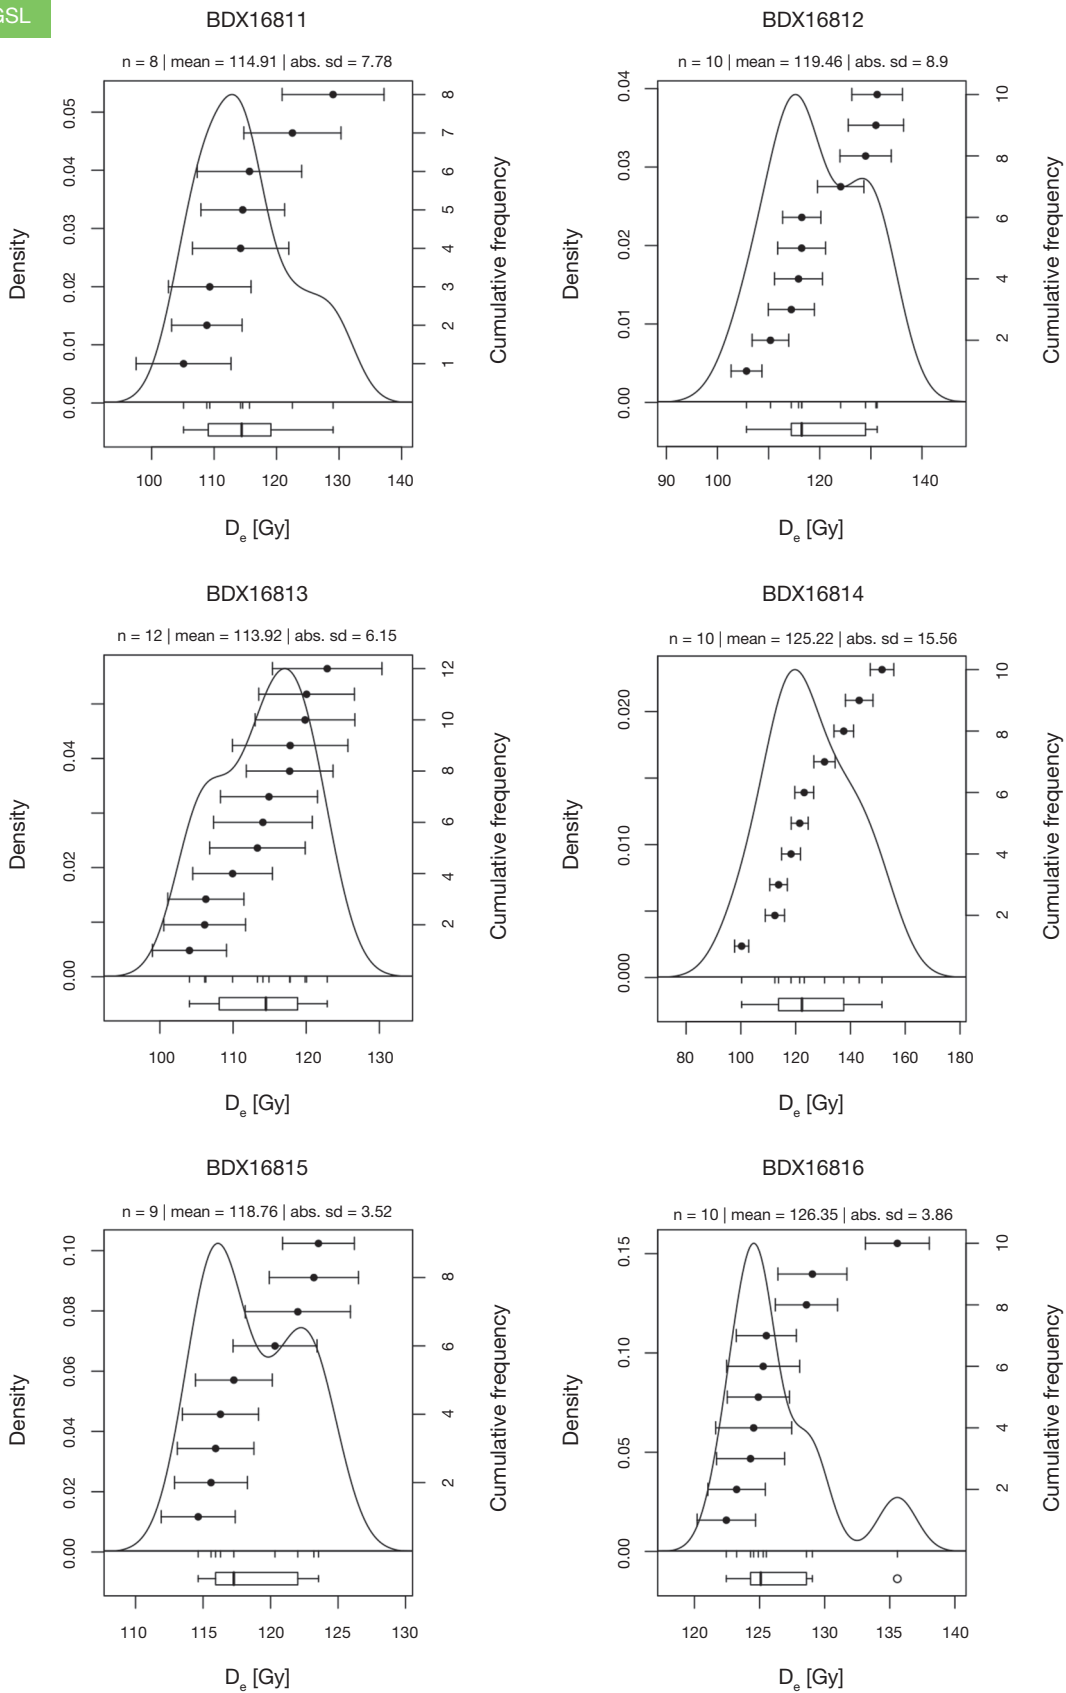 GSL
BDX16811
n = 8 | mean = 114.91 | abs. sd = 7.78
Density
0.00 0.01 0.02 0.03 0.04 0.05
1 2 3 4 5 6 7 8
Cumulative frequency
100 110 120 130 140
De [Gy]
BDX16812
n = 10 | mean = 119.46 | abs. sd = 8.9
Density
0.00 0.01 0.02 0.03 0.04
2 4 6 8 10
Cumulative frequency
90 100 120 140
De [Gy]
BDX16813
n = 12 | mean = 113.92 | abs. sd = 6.15
Density
0.00 0.02 0.04
2 4 6 8 10 12
Cumulative frequency
100 110 120 130
De [Gy]
BDX16814
n = 10 | mean = 125.22 | abs. sd = 15.56
Density
0.000 0.010 0.020
2 4 6 8 10
Cumulative frequency
80 100 120 140 160 180
De [Gy]
BDX16815
n = 9 | mean = 118.76 | abs. sd = 3.52
Density
0.00 0.02 0.04 0.06 0.08 0.10
2 4 6 8
Cumulative frequency
110 115 120 125 130
De [Gy]
BDX16816
n = 10 | mean = 126.35 | abs. sd = 3.86
Density
0.00 0.05 0.10 0.15
2 4 6 8 10
Cumulative frequency
120 125 130 135 140
De [Gy]